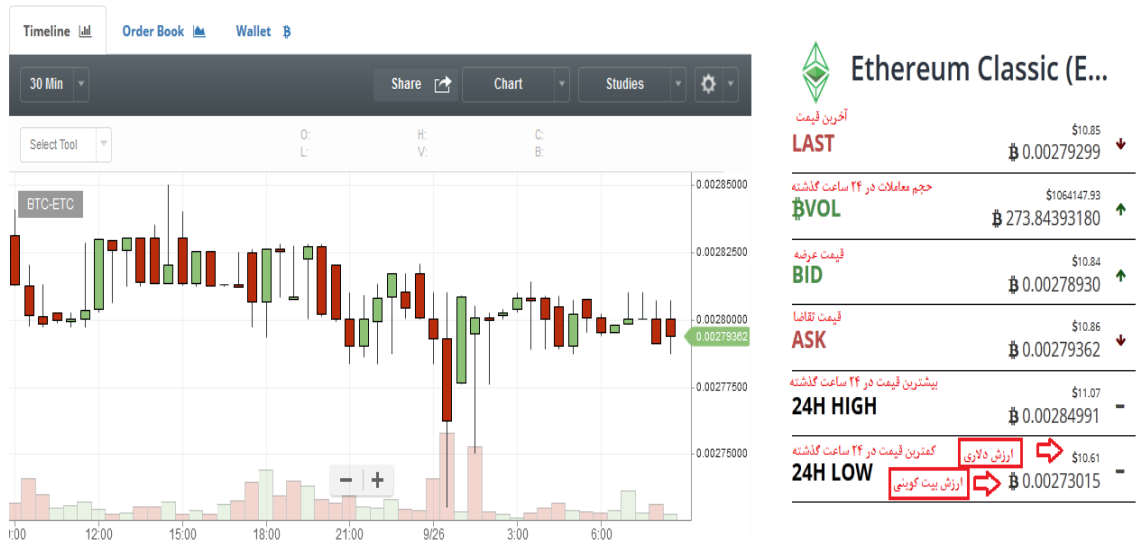 Timeline
Order Book
Wallet
30 Min
Share
Chart
Studies
Select Tool
O:
H:
C:
L:
V:
B:
BTC-ETC
0.00285000
0.00282500
0.00280000
0.00279362
0.00277500
0.00275000
:00
12:00
15:00
18:00
21:00
9/26
3:00
6:00
Ethereum Classic (E...
آخرین قیمت
$10.85
LAST
₿ 0.00279299
حجم معاملات در ۲۴ ساعت گذشته
$1064147.93
₿VOL
₿ 273.84393180
قیمت عرضه
$10.84
BID
₿ 0.00278930
قیمت تقاضا
$10.86
ASK
₿ 0.00279362
بیشترین قیمت در ۲۴ ساعت گذشته
$11.07
24H HIGH
₿ 0.00284991
کمترین قیمت در ۲۴ ساعت گذشته
ارزش دلاری
$10.61
24H LOW
ارزش بیت کوینی
₿ 0.00273015